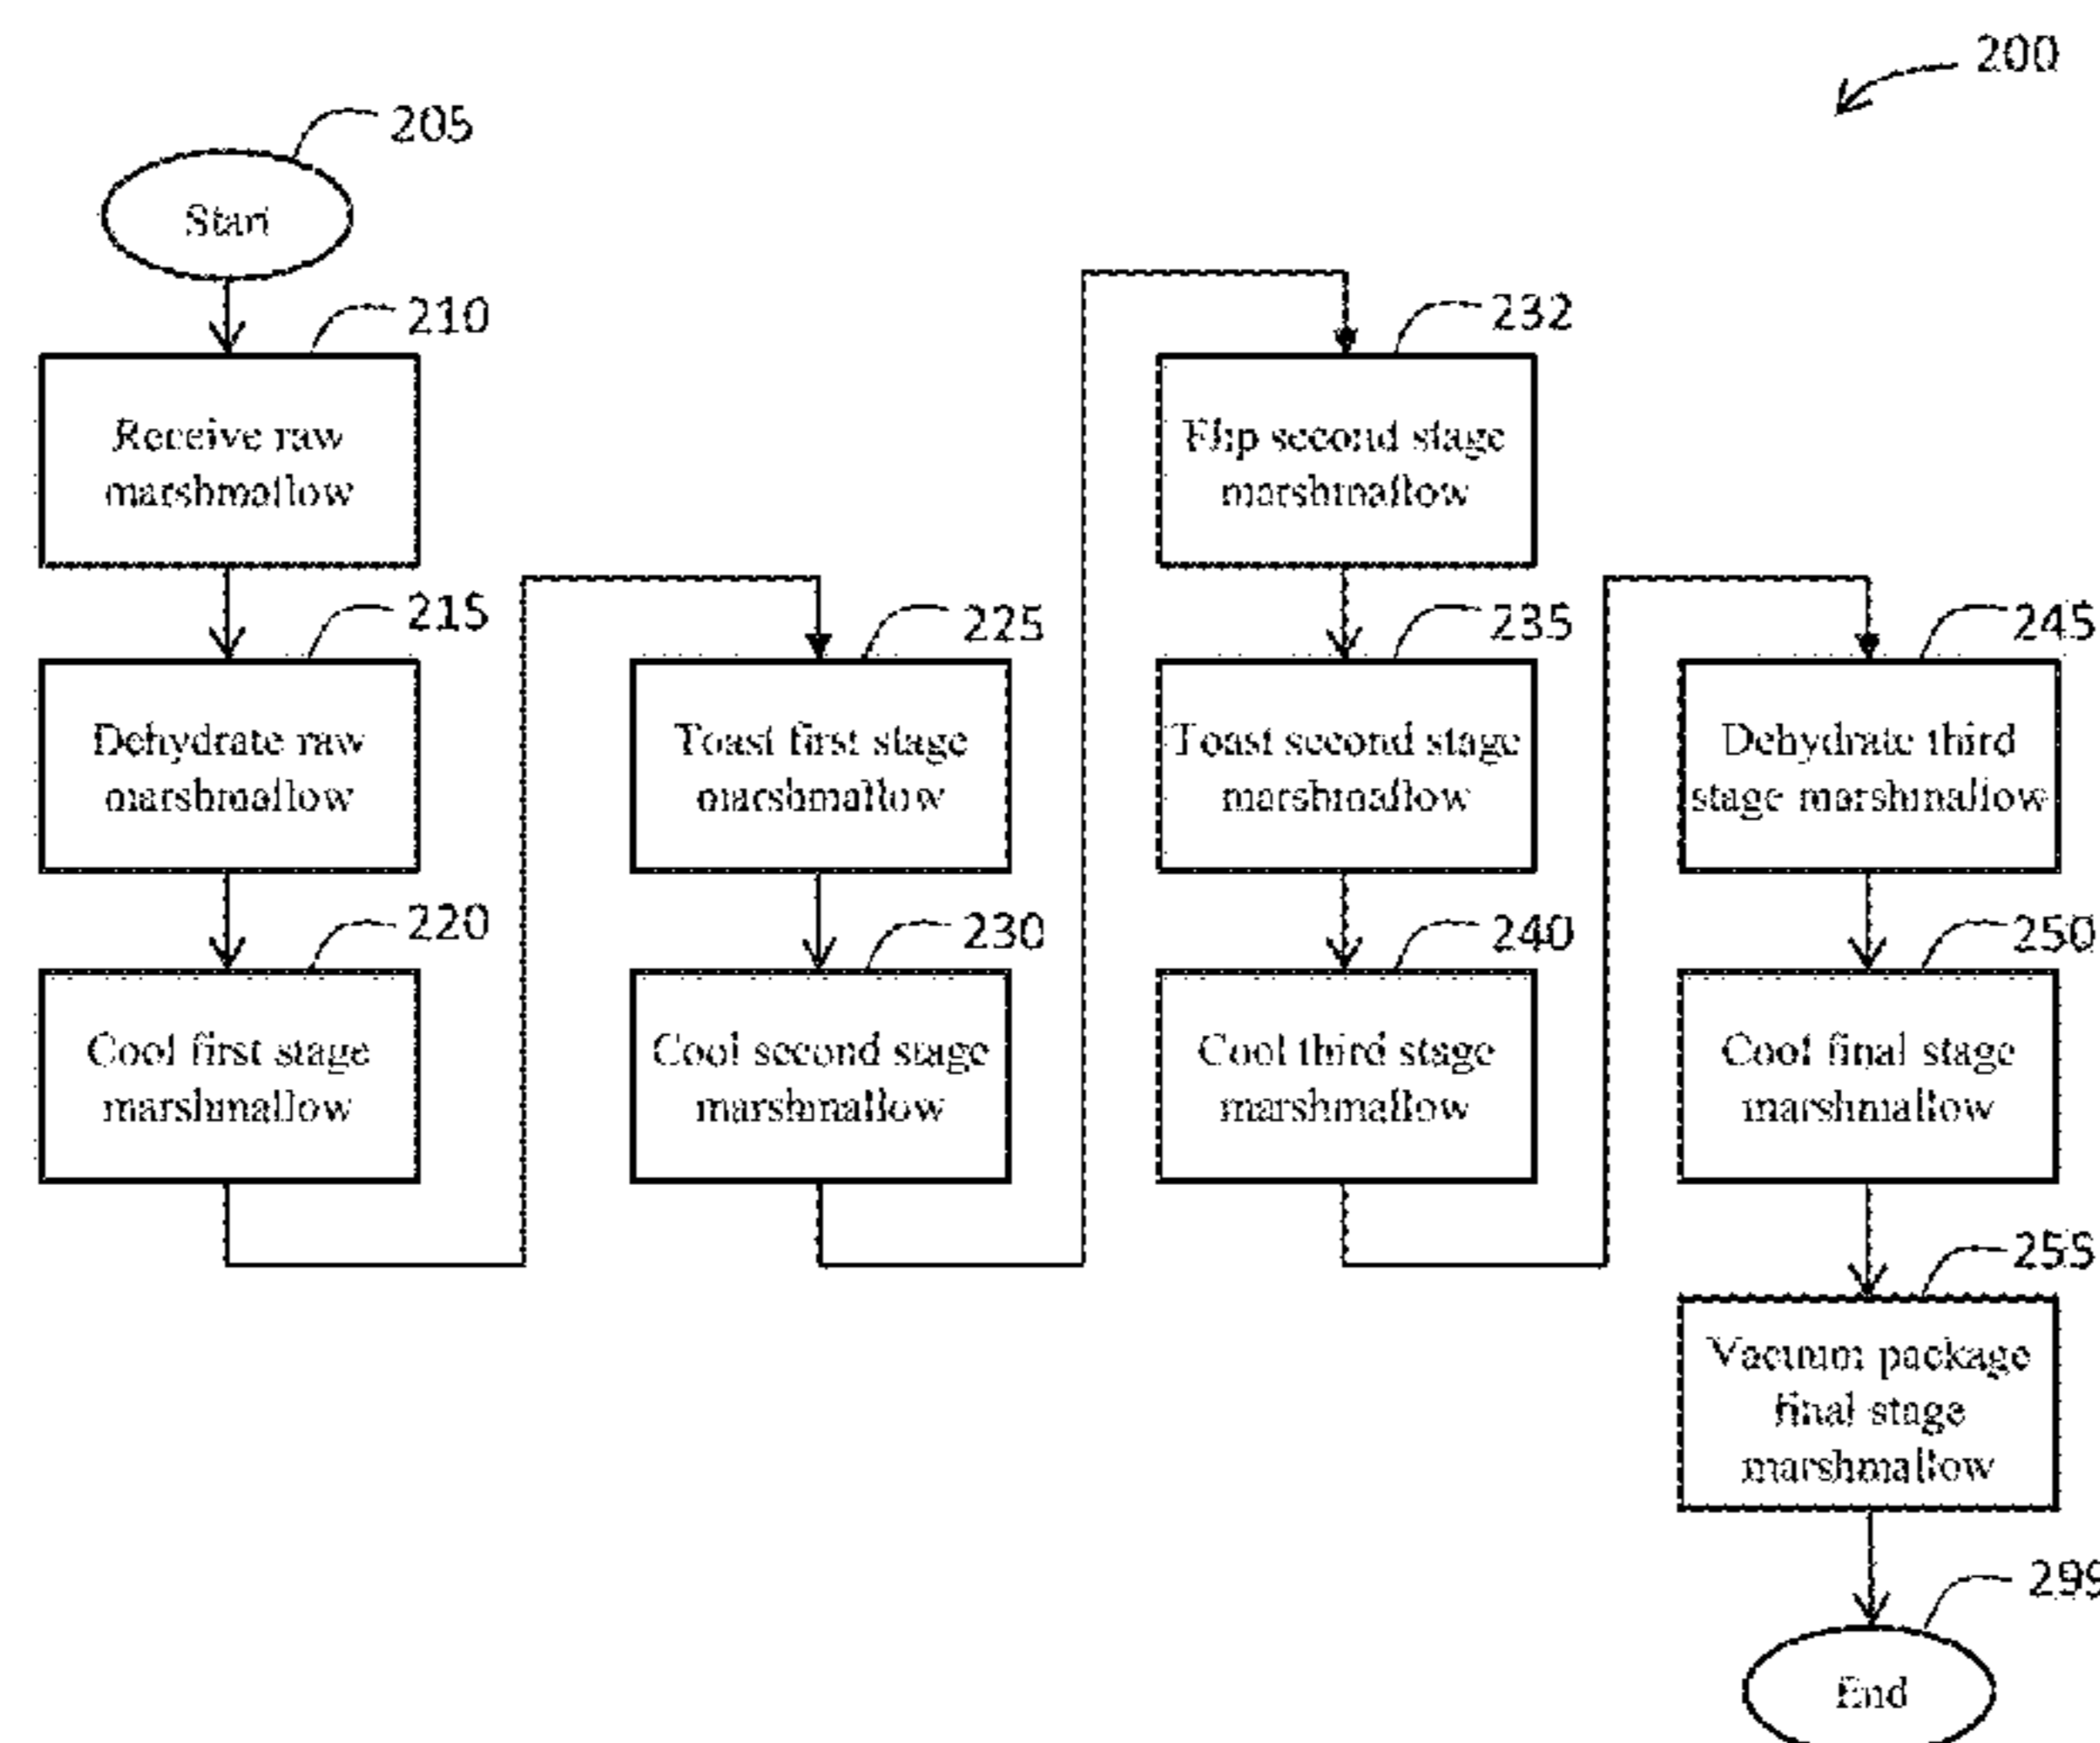 200
205
Start
210
Receive raw
marshmallow
215
Dehydrate raw
marshmallow
220
Cool first stage
marshmallow
225
Toast first stage
marshmallow
230
Cool second stage
marshmallow
232
Flip second stage
marshmallow
235
Toast second stage
marshmallow
240
Cool third stage
marshmallow
245
Dehydrate third
stage marshmallow
250
Cool final stage
marshmallow
255
Vacuum package
final stage
marshmallow
299
End